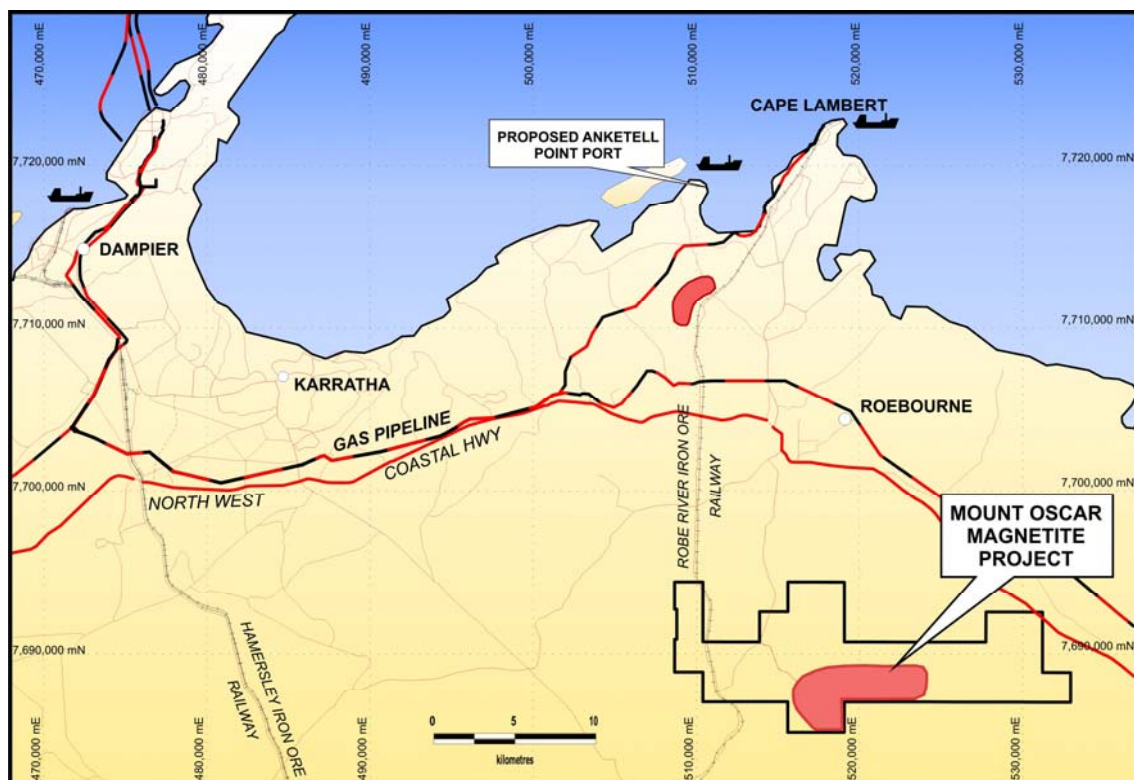 470,000 mE
480,000 mE
490,000 mE
500,000 mE
510,000 mE
520,000 mE
530,000 mE
CAPE LAMBERT
PROPOSED ANKETELL
POINT PORT
7,720,000 mN
7,720,000 mN
DAMPIER
7,710,000 mN
7,710,000 mN
KARRATHA
ROEBOURNE
GAS PIPELINE
COASTAL HWY
NORTH WEST
7,700,000 mN
7,700,000 mN
ROBE RIVER IRON ORE
RAILWAY
MOUNT OSCAR
MAGNETITE
PROJECT
7,690,000 mN
7,690,000 mN
HAMERSLEY IRON ORE
RAILWAY
0 5 10
kilometres
470,000 mE
480,000 mE
490,000 mE
500,000 mE
510,000 mE
520,000 mE
530,000 mE